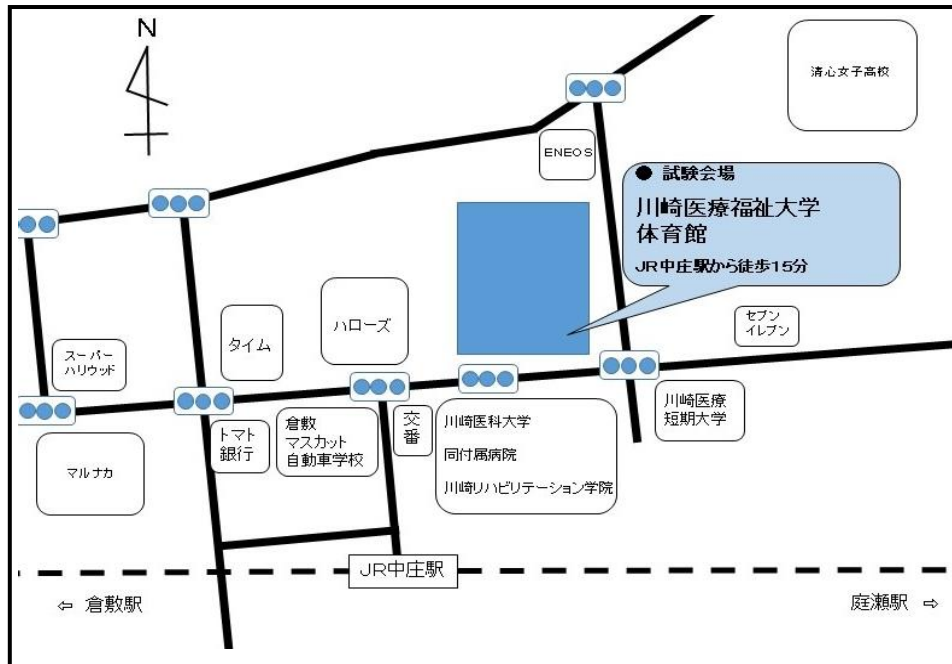 N
清心女子高校
ENEOS
● 試験会場
川崎医療福祉大学
体育館
JR中庄駅から徒歩15分
セブン
イレブン
ハローズ
タイム
スーパー
ハリウッド
マルナカ
トマト
銀行
倉敷
マスカット
自動車学校
交
番
川崎医科大学
同付属病院
川崎リハビリテーション学院
川崎医療
短期大学
JR中庄駅
⇦ 倉敷駅
庭瀬駅 ⇨